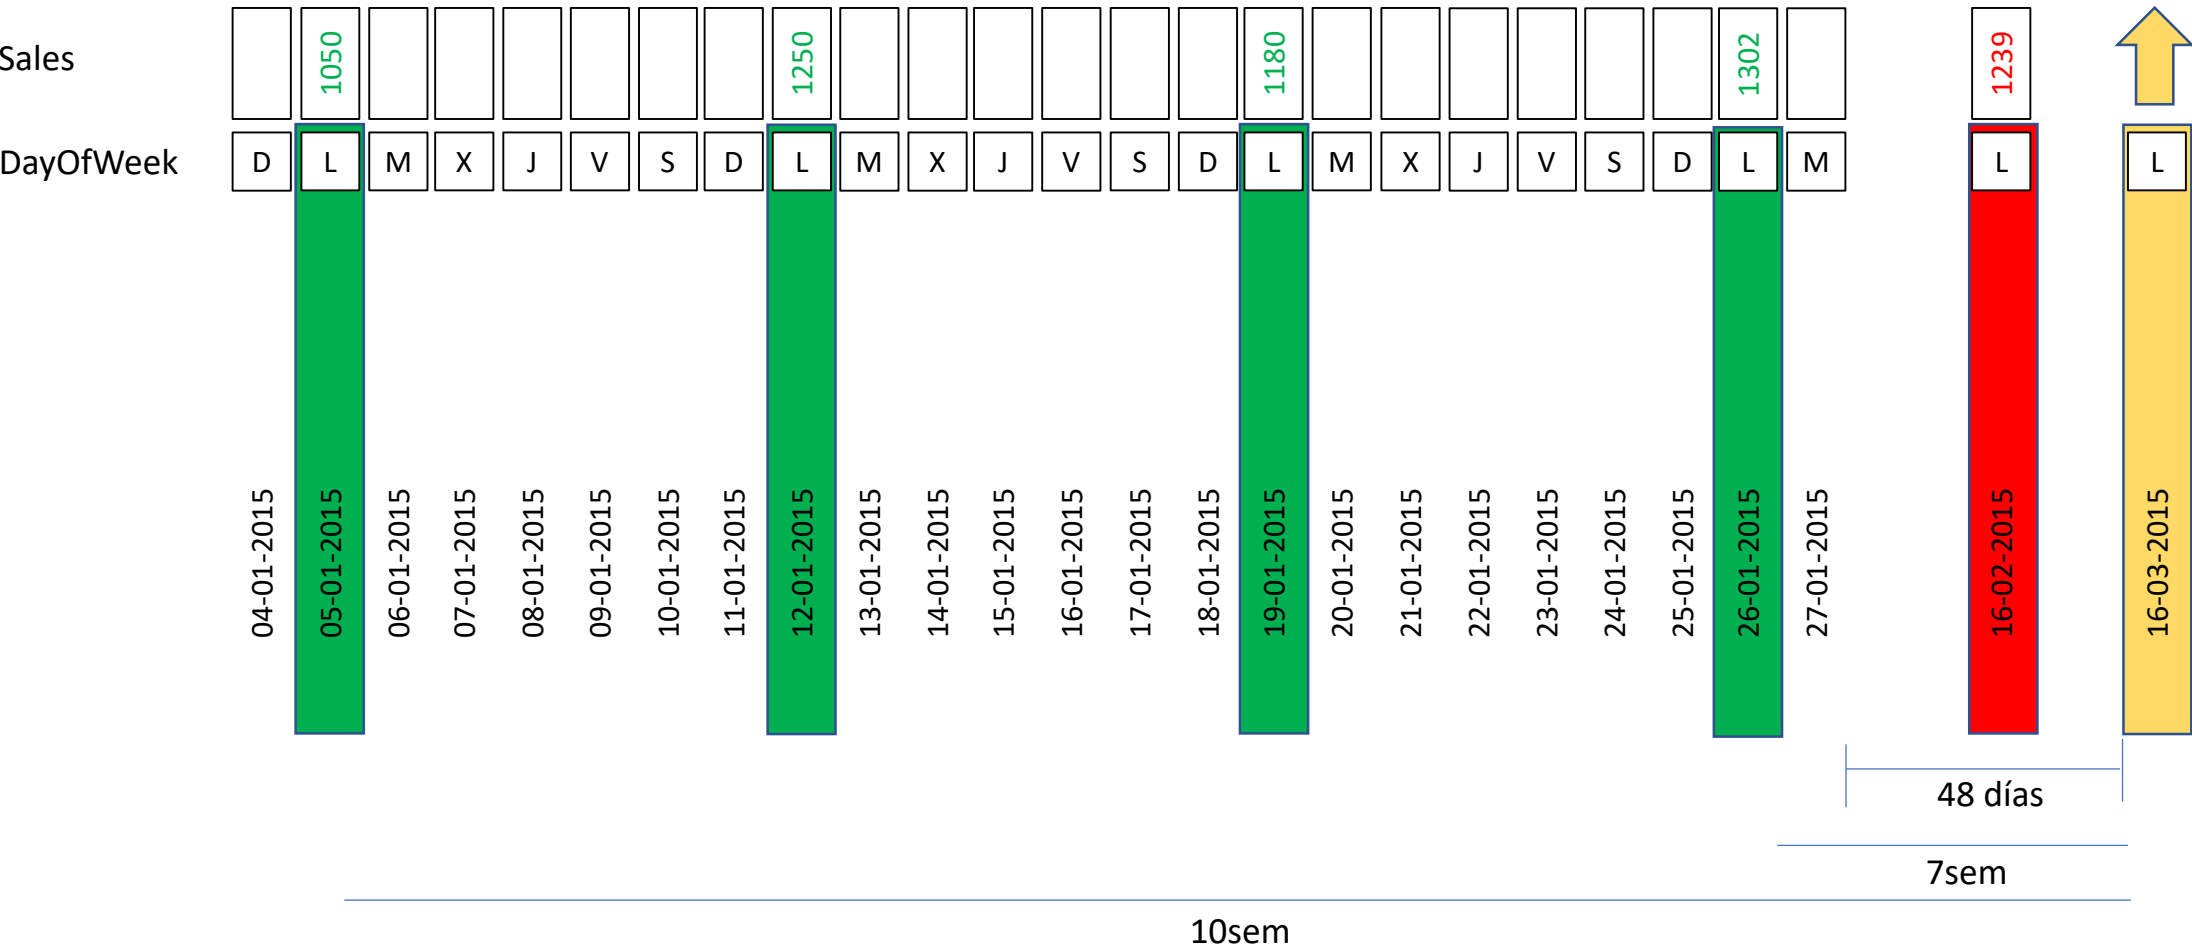 Sales 1050 1250 1180 1302 1239
DayOfWeek D L M X J V S D L M X J V S D L M X J V S D L M L L
04-01-2015 05-01-2015 06-01-2015 07-01-2015 08-01-2015 09-01-2015 10-01-2015 11-01-2015 12-01-2015 13-01-2015 14-01-2015 15-01-2015 16-01-2015 17-01-2015 18-01-2015 19-01-2015 20-01-2015 21-01-2015 22-01-2015 23-01-2015 24-01-2015 25-01-2015 26-01-2015 27-01-2015 16-02-2015 16-03-2015
48 días
7sem
10sem